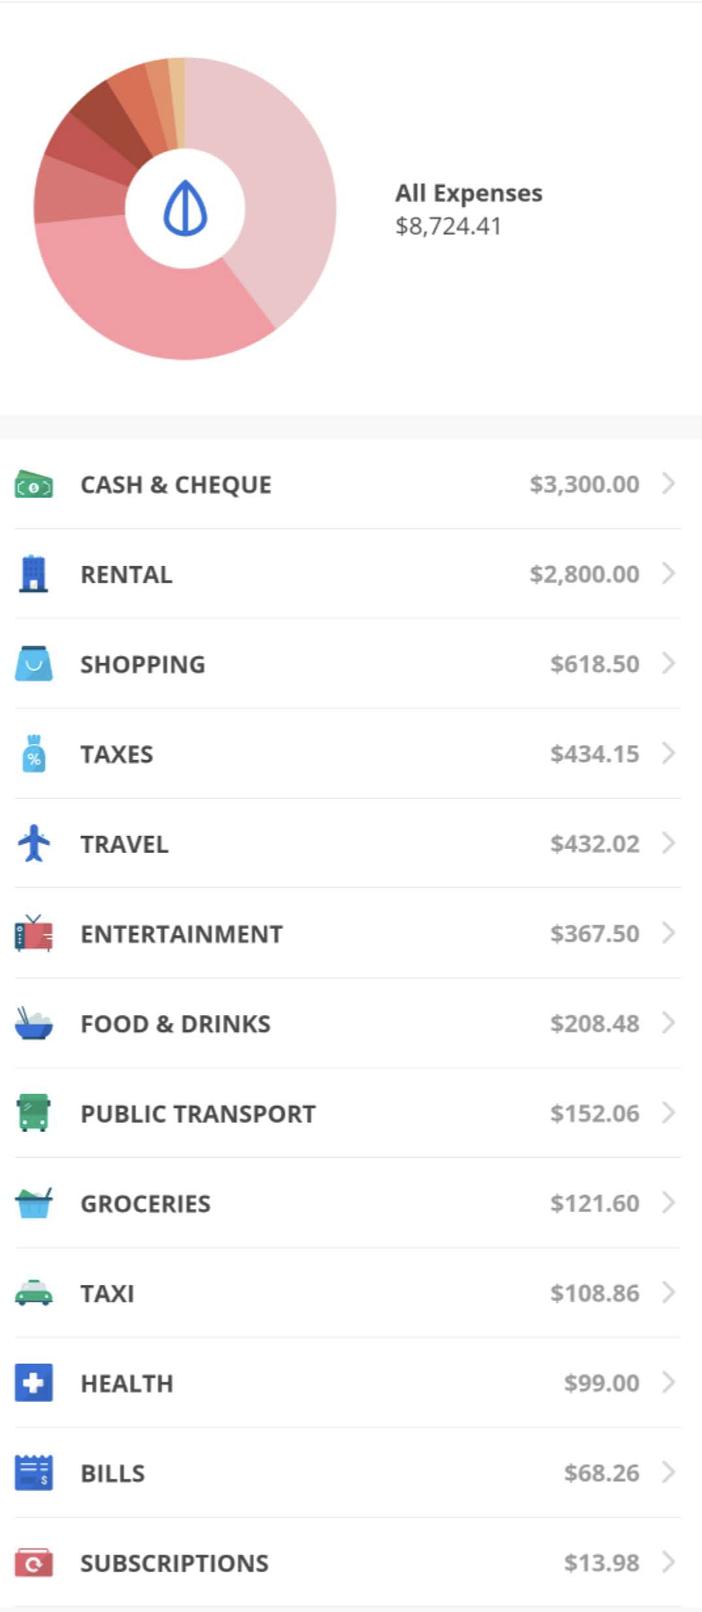 All Expenses
$8,724.41
CASH & CHEQUE $3,300.00
RENTAL $2,800.00
SHOPPING $618.50
TAXES $434.15
TRAVEL $432.02
ENTERTAINMENT $367.50
FOOD & DRINKS $208.48
PUBLIC TRANSPORT $152.06
GROCERIES $121.60
TAXI $108.86
HEALTH $99.00
BILLS $68.26
SUBSCRIPTIONS $13.98